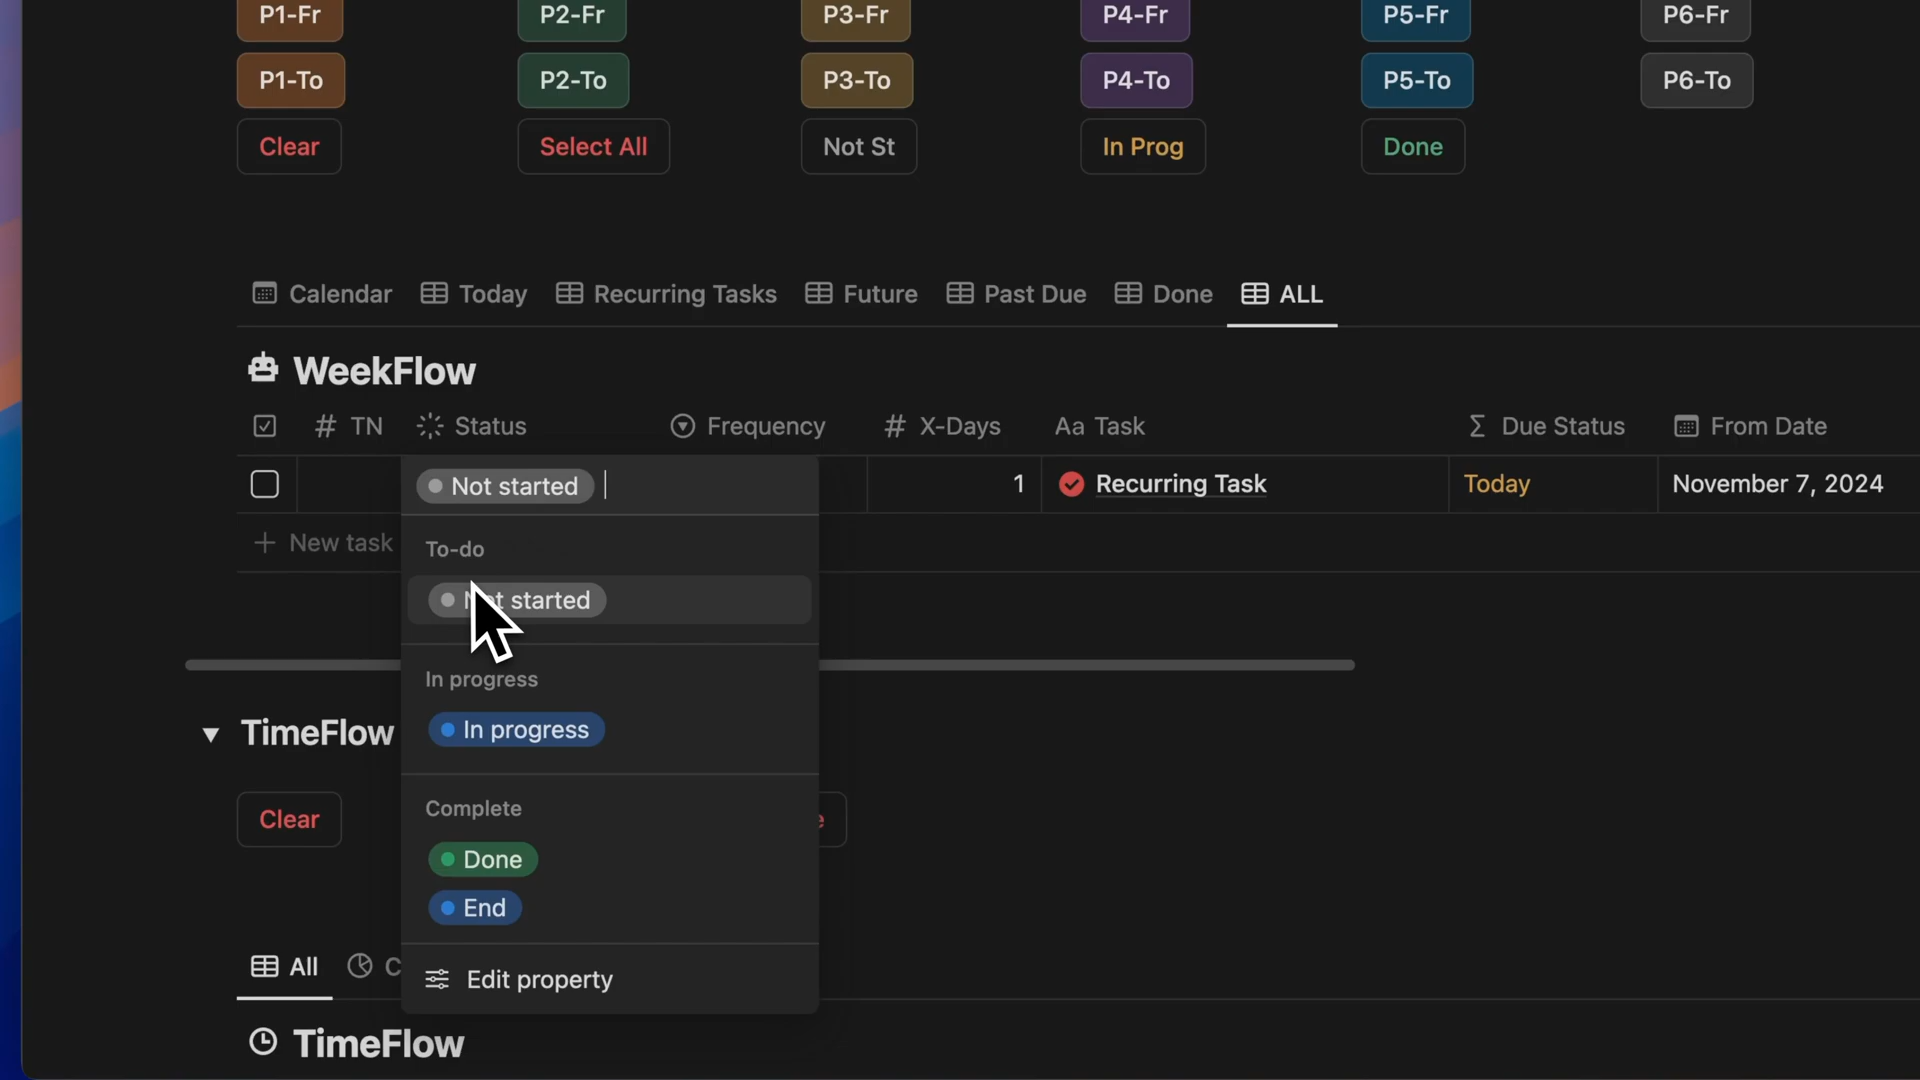 P1-Fr P2-Fr P3-Fr P4-Fr P5-Fr P6-Fr
P1-To P2-To P3-To P4-To P5-To P6-To
Clear Select All Not St In Prog Done
Calendar Today Recurring Tasks Future Past Due Done ALL
WeekFlow
# TN Status Frequency # X-Days Aa Task Σ Due Status From Date
Not started 1 Recurring Task Today November 7, 2024
+ New task
To-do
Not started
In progress
In progress
TimeFlow
Complete
Clear
Done
End
All
Edit property
TimeFlow